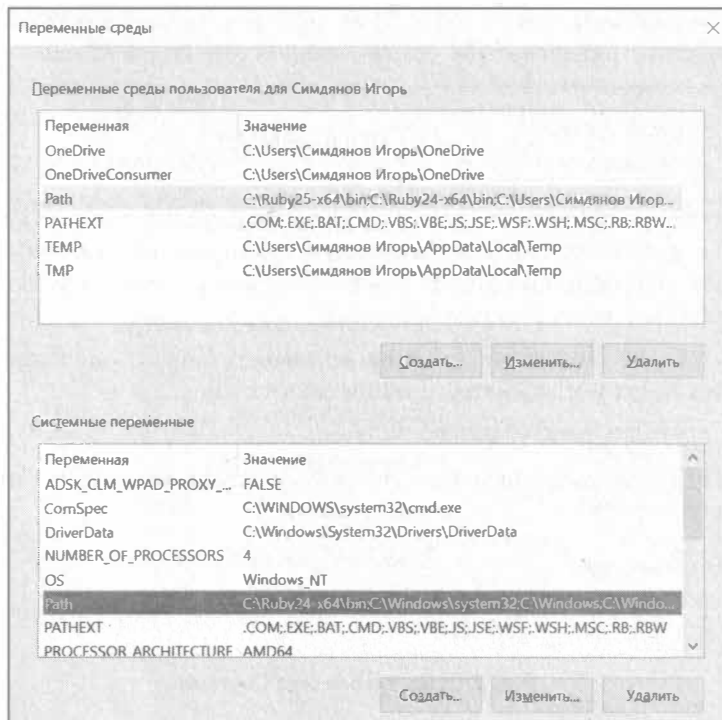 Переменные среды
Переменные среды пользователя для Симдянов Игорь
Переменная Значение
OneDrive C:\Users\Симдянов Игорь\OneDrive
OneDriveConsumer C:\Users\Симдянов Игорь\OneDrive
Path C:\Ruby25-x64\bin;C:\Ruby24-x64\bin;C:\Users\Симдянов Игор...
PATHEXT .COM;.EXE;.BAT;.CMD;.VBS;.VBE;.JS;.JSE;.WSF;.WSH;.MSC;.RB;.RBW...
TEMP C:\Users\Симдянов Игорь\AppData\Local\Temp
TMP C:\Users\Симдянов Игорь\AppData\Local\Temp
Создать... Изменить... Удалить
Системные переменные
Переменная Значение
ADSK_CLM_WPAD_PROXY_... FALSE
ComSpec C:\WINDOWS\system32\cmd.exe
DriverData C:\Windows\System32\Drivers\DriverData
NUMBER_OF_PROCESSORS 4
OS Windows_NT
Path C:\Ruby24-x64\bin;C:\Windows\system32;C:\Windows;C:\Windo...
PATHEXT .COM;.EXE;.BAT;.CMD;.VBS;.VBE;.JS;.JSE;.WSF;.WSH;.MSC;.RB;.RBW
PROCESSOR_ARCHITECTURE AMD64
Создать... Изменить... Удалить